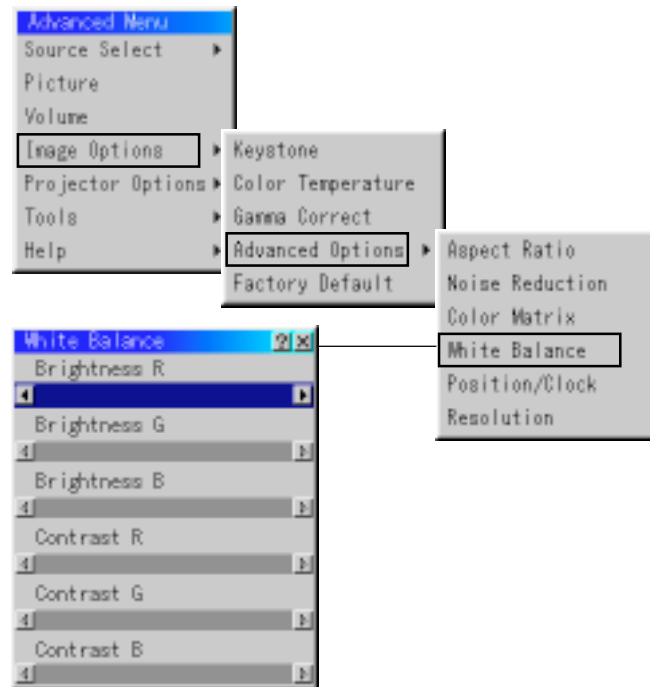 Advanced Menu
Source Select
Picture
Volume
Image Options
Projector Options
Tools
Help
Keystone
Color Temperature
Gamma Correct
Advanced Options
Factory Default
Aspect Ratio
Noise Reduction
Color Matrix
White Balance
Position/Clock
Resolution
White Balance ? ×
Brightness R
Brightness G
Brightness B
Contrast R
Contrast G
Contrast B